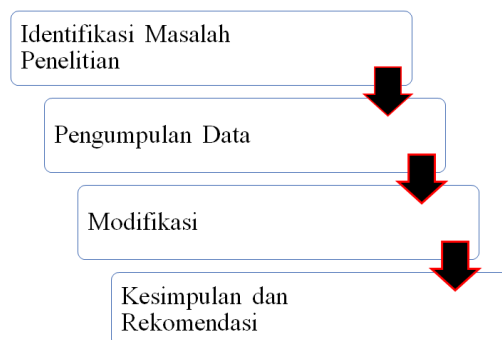 Identifikasi Masalah
Penelitian
Pengumpulan Data
Modifikasi
Kesimpulan dan
Rekomendasi